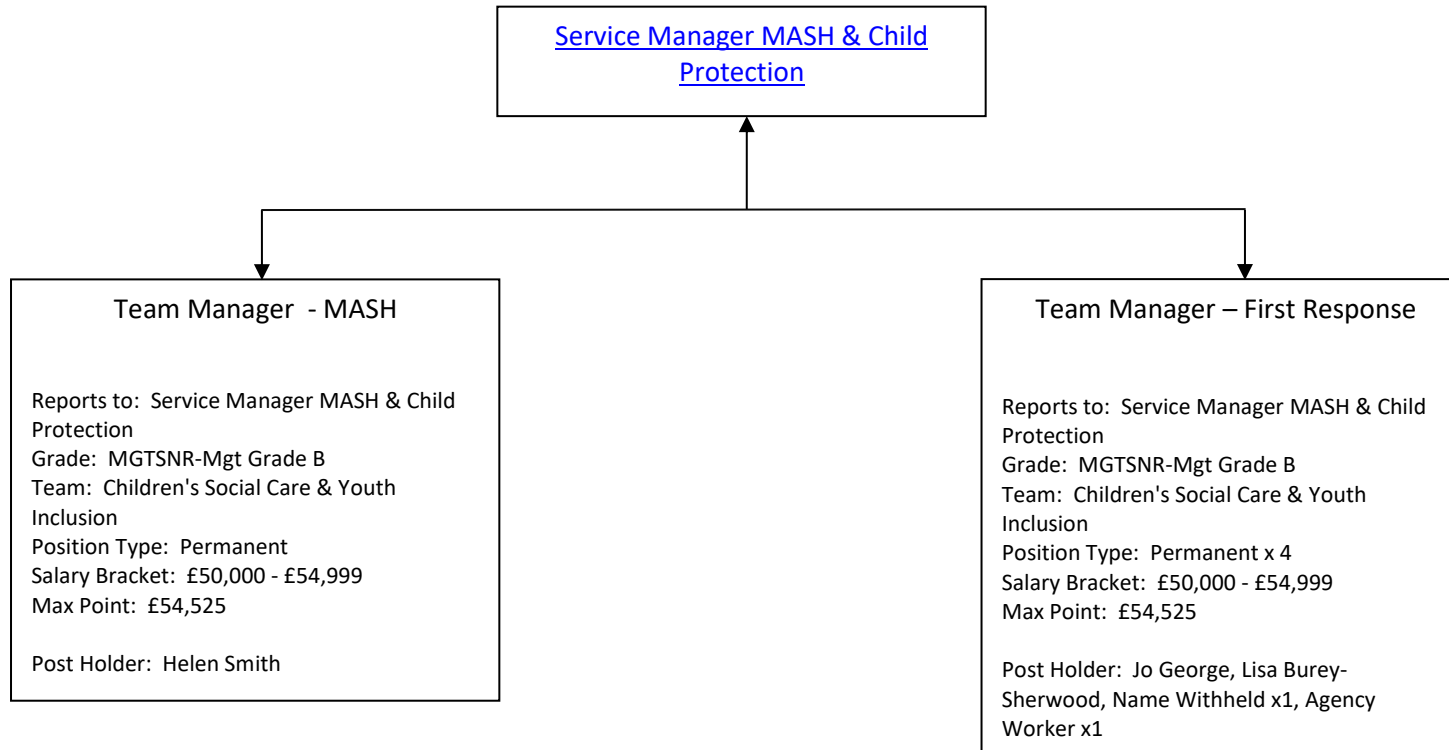 Service Manager MASH & Child
Protection
Team Manager  - MASH
Reports to:  Service Manager MASH & Child
Protection
Grade:  MGTSNR-Mgt Grade B
Team:  Children's Social Care & Youth
Inclusion
Position Type:  Permanent
Salary Bracket:  £50,000 - £54,999
Max Point:  £54,525
Post Holder:  Helen Smith
Team Manager – First Response
Reports to:  Service Manager MASH & Child
Protection
Grade:  MGTSNR-Mgt Grade B
Team:  Children's Social Care & Youth
Inclusion
Position Type:  Permanent x 4
Salary Bracket:  £50,000 - £54,999
Max Point:  £54,525
Post Holder:  Jo George, Lisa Burey-
Sherwood, Name Withheld x1, Agency
Worker x1